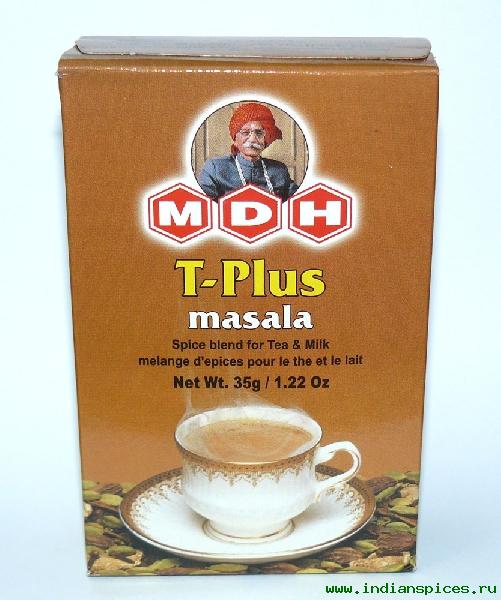 MDH
T-Plus
masala
Spice blend for Tea & Milk
melange d'epices pour le the et le lait
Net Wt. 35g / 1.22 Oz
www.indianspices.ru